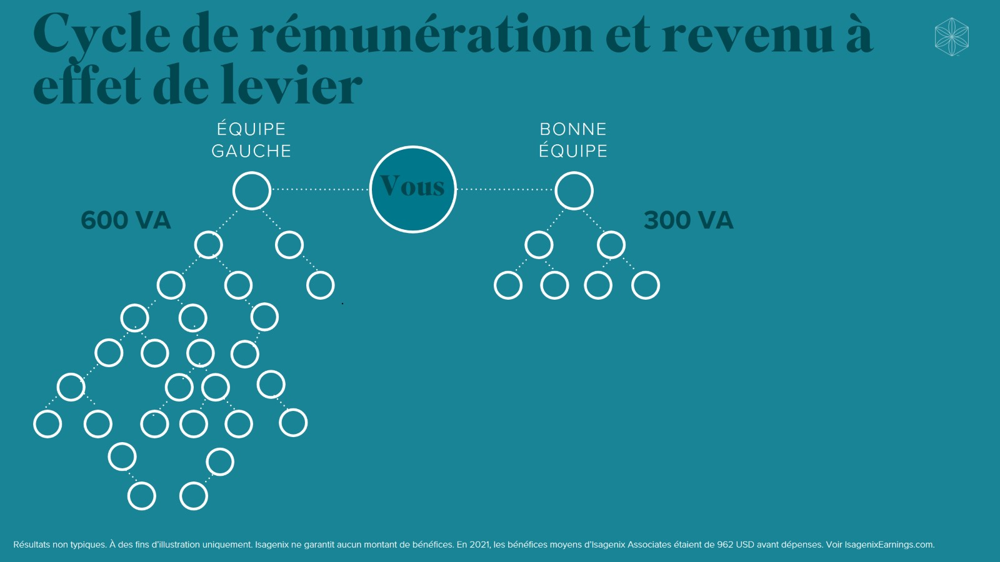 Cycle de rémunération et revenu à
effet de levier
ÉQUIPE
GAUCHE
BONNE
ÉQUIPE
Vous
600 VA
300 VA
Résultats non typiques. À des fins d'illustration uniquement. Isagenix ne garantit aucun montant de bénéfices. En 2021, les bénéfices moyens d'Isagenix Associates étaient de 962 USD avant dépenses. Voir IsagenixEarnings.com.